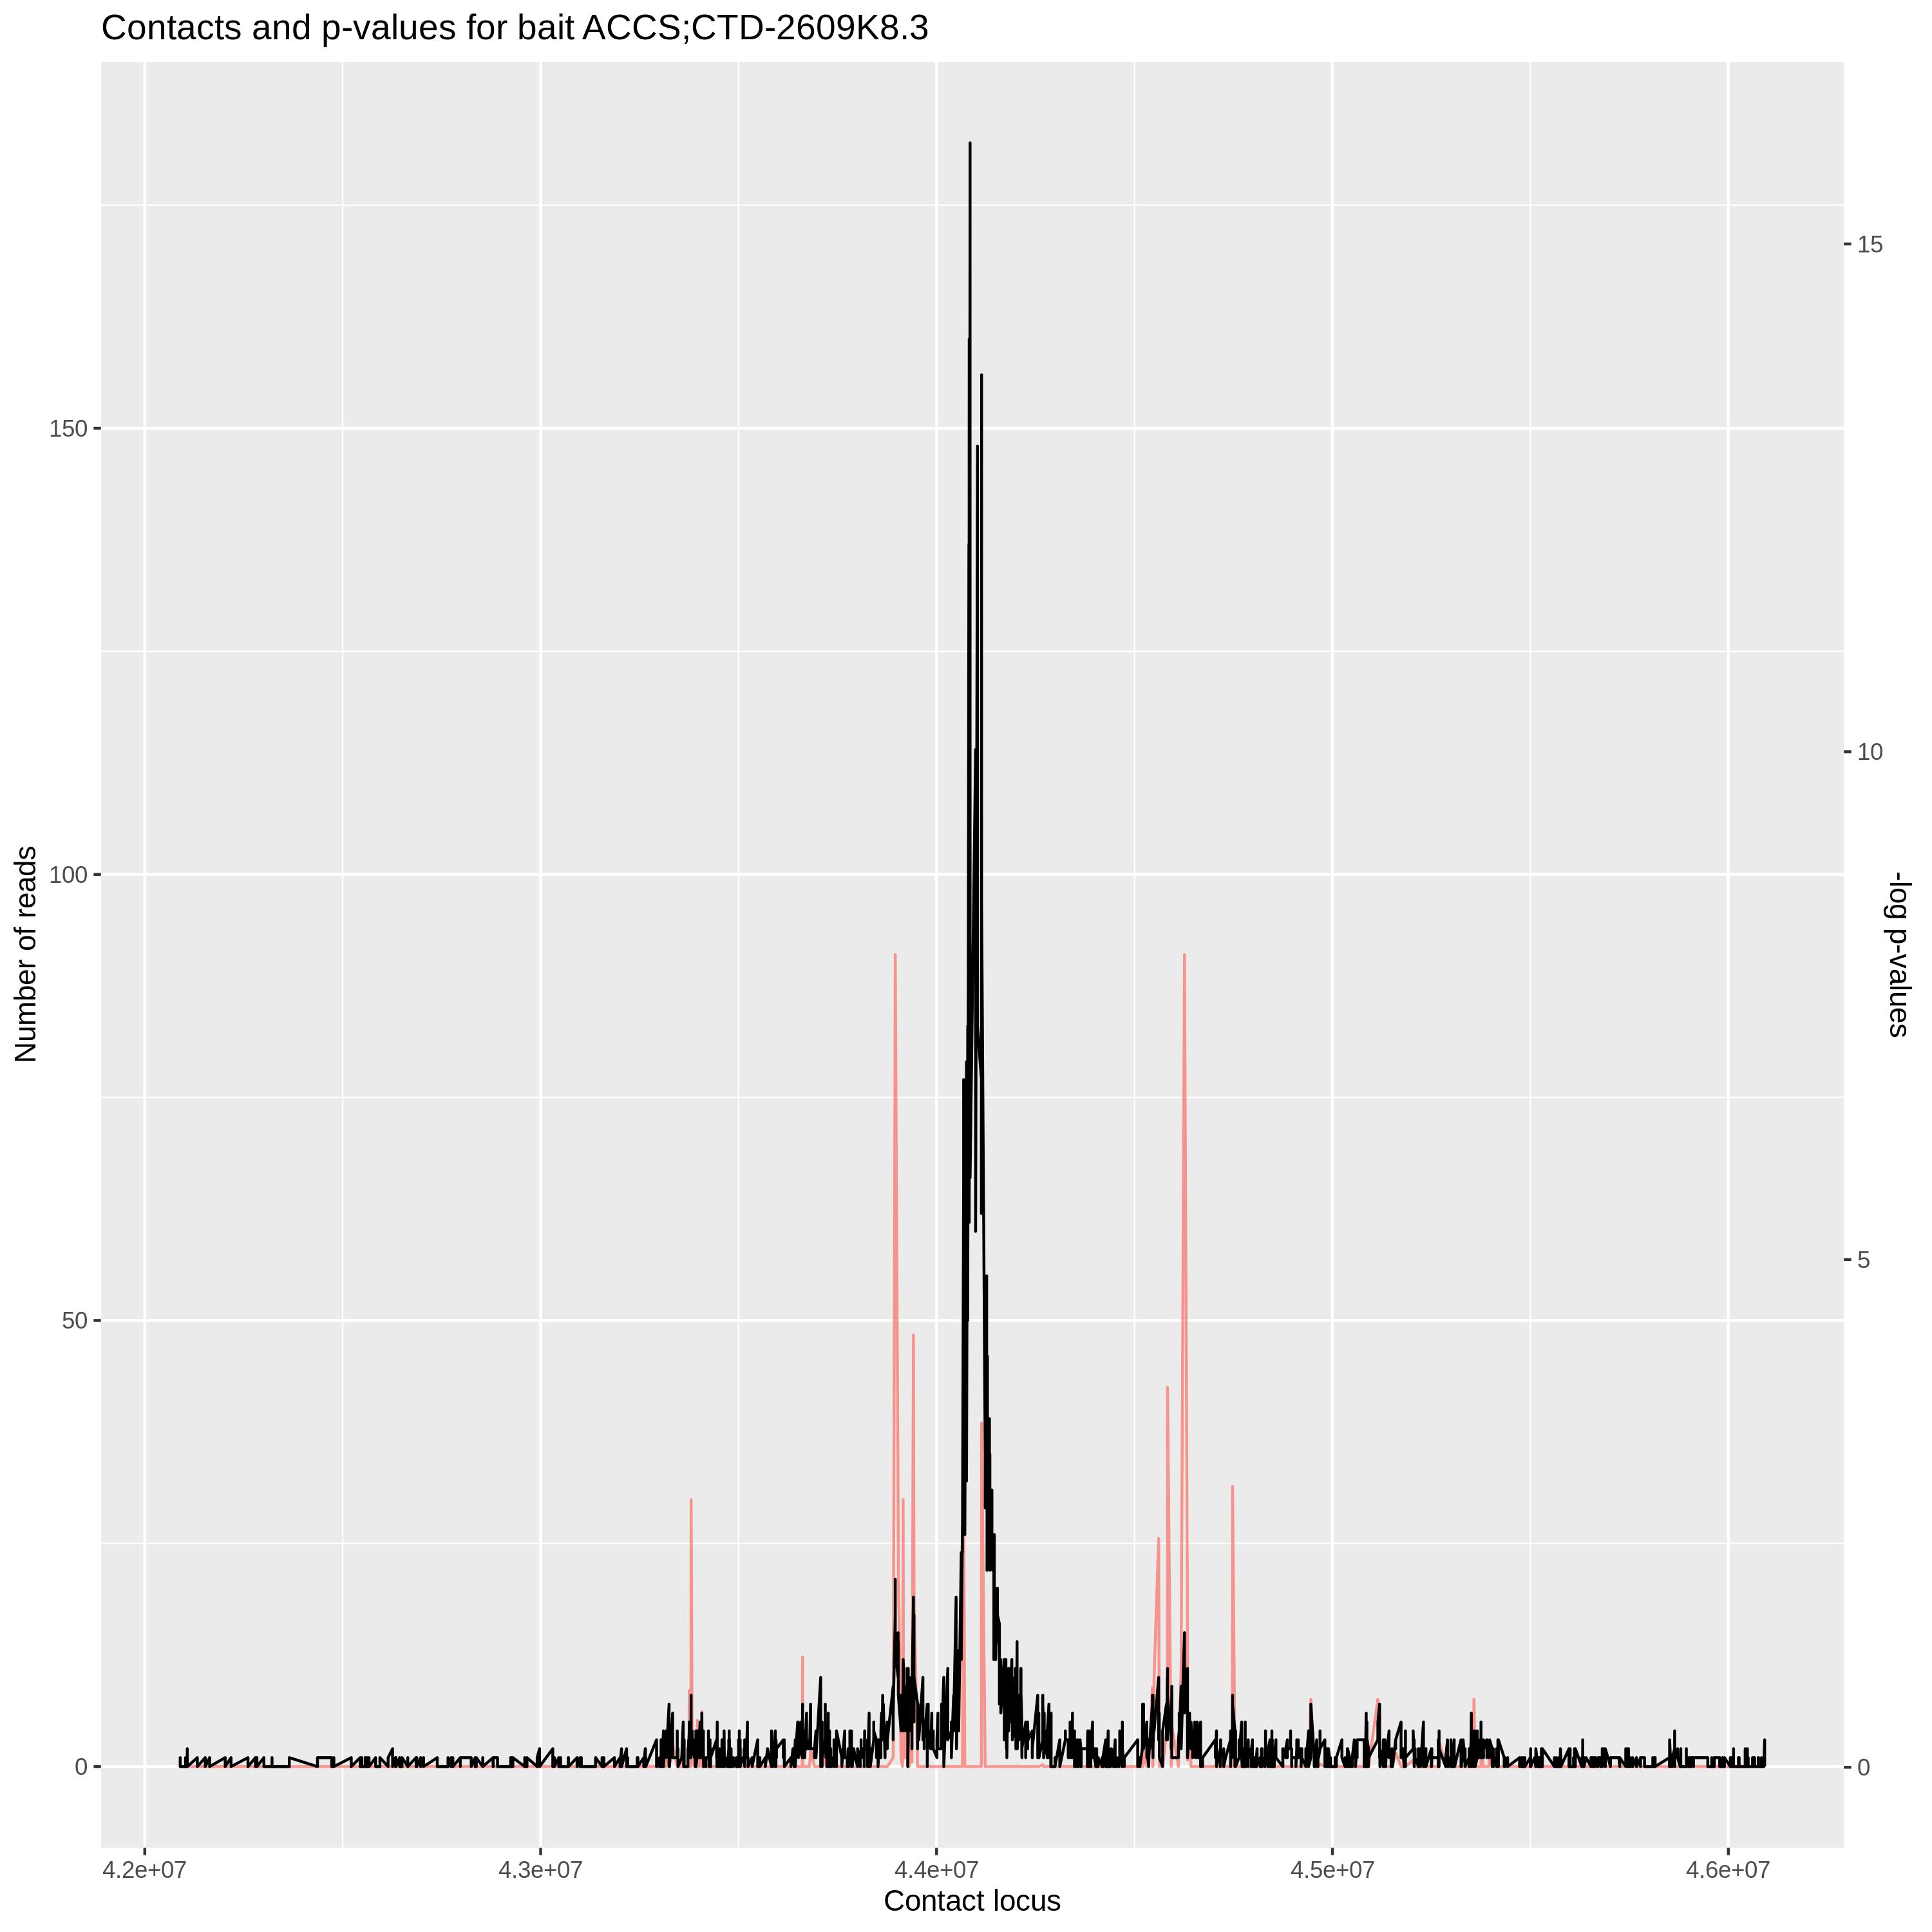 Contacts and p-values for bait ACCS;CTD-2609K8.3
150
100
50
0
Number of reads
15
10
5
0
-log p-values
4.2e+07 4.3e+07 4.4e+07 4.5e+07 4.6e+07
Contact locus